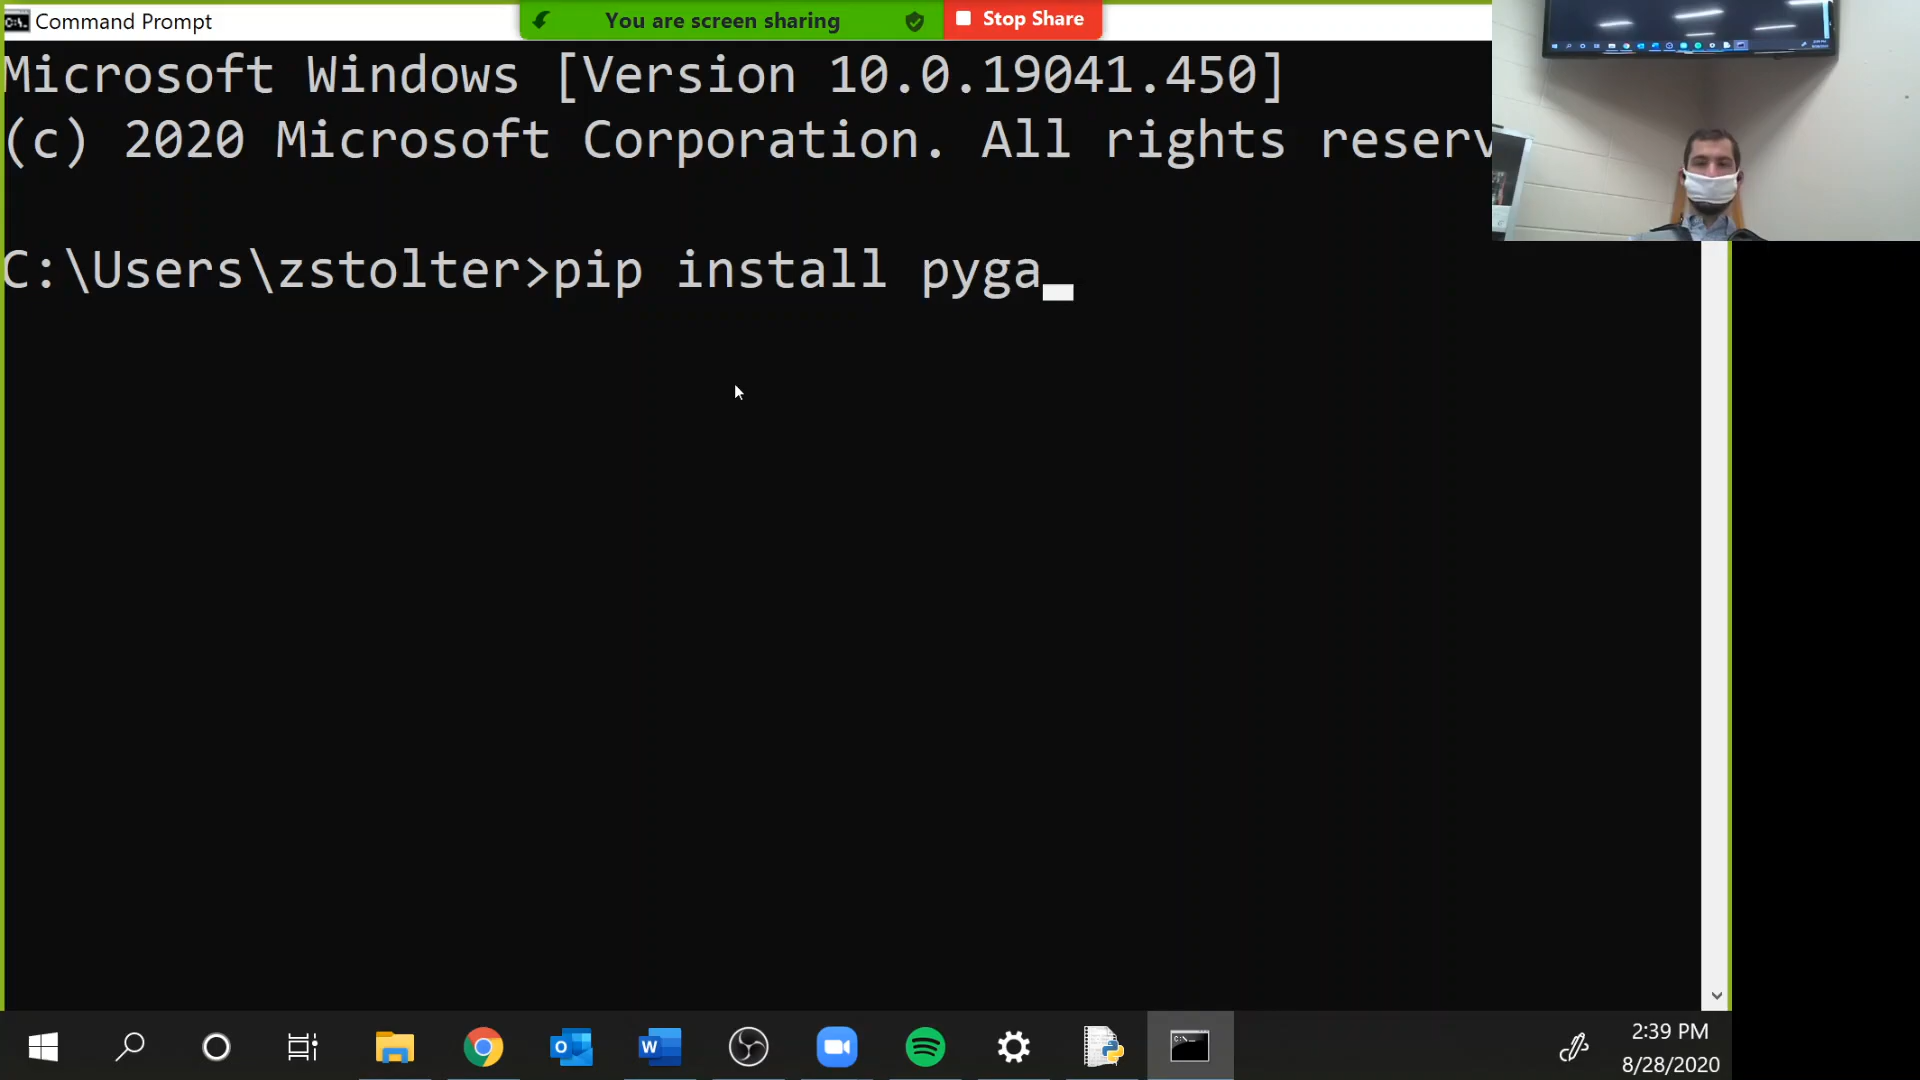 Command Prompt
You are screen sharing
Stop Share
Microsoft Windows [Version 10.0.19041.450]
(c) 2020 Microsoft Corporation. All rights reserv
C:\Users\zstolter>pip install pyga
2:39 PM
8/28/2020